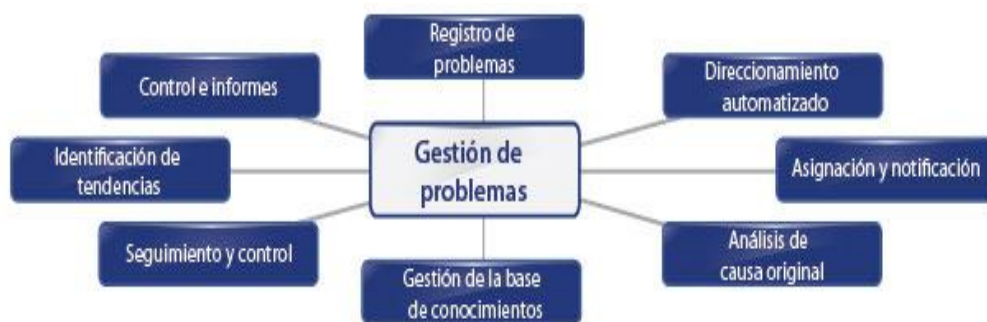 Registro de
problemas
Direccionamiento
automatizado
Asignación y notificación
Análisis de
causa original
Gestión de la base
de conocimientos
Seguimiento y control
Identificación de
tendencias
Control e informes
Gestión de
problemas